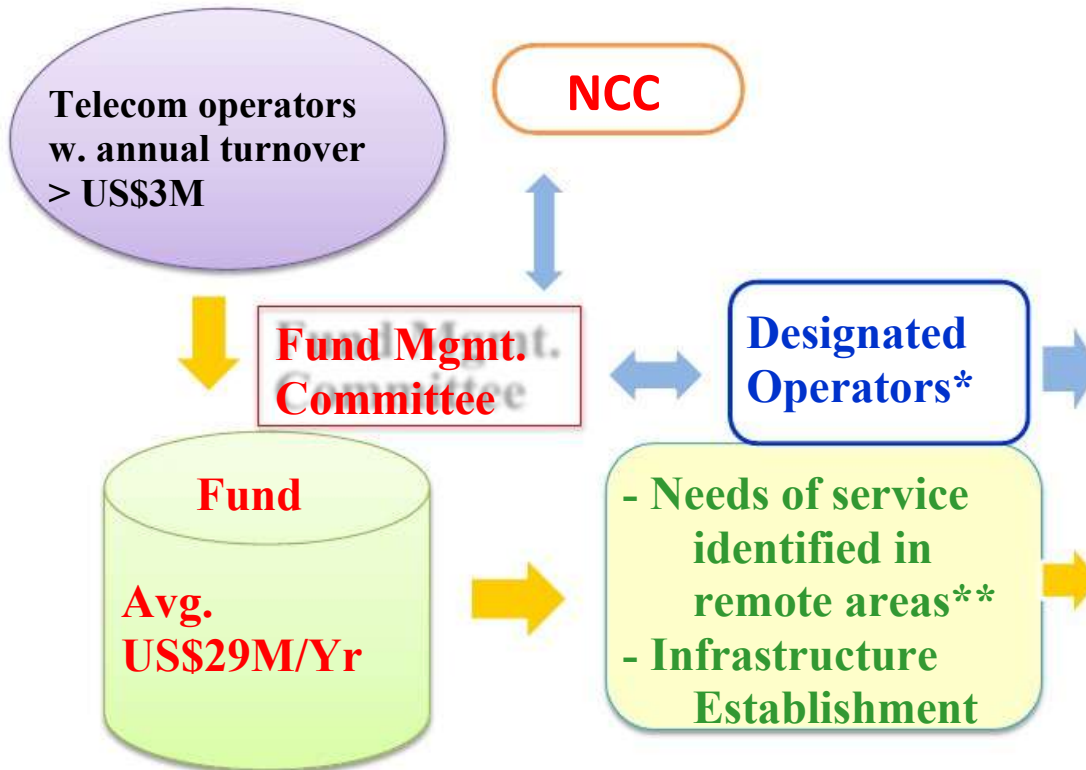 Telecom operators
w. annual turnover
> US$3M
NCC
Fund Mgmt.
Committee
Designated
Operators*
Fund
Avg.
US$29M/Yr
- Needs of service
identified in
remote areas**
- Infrastructure
Establishment